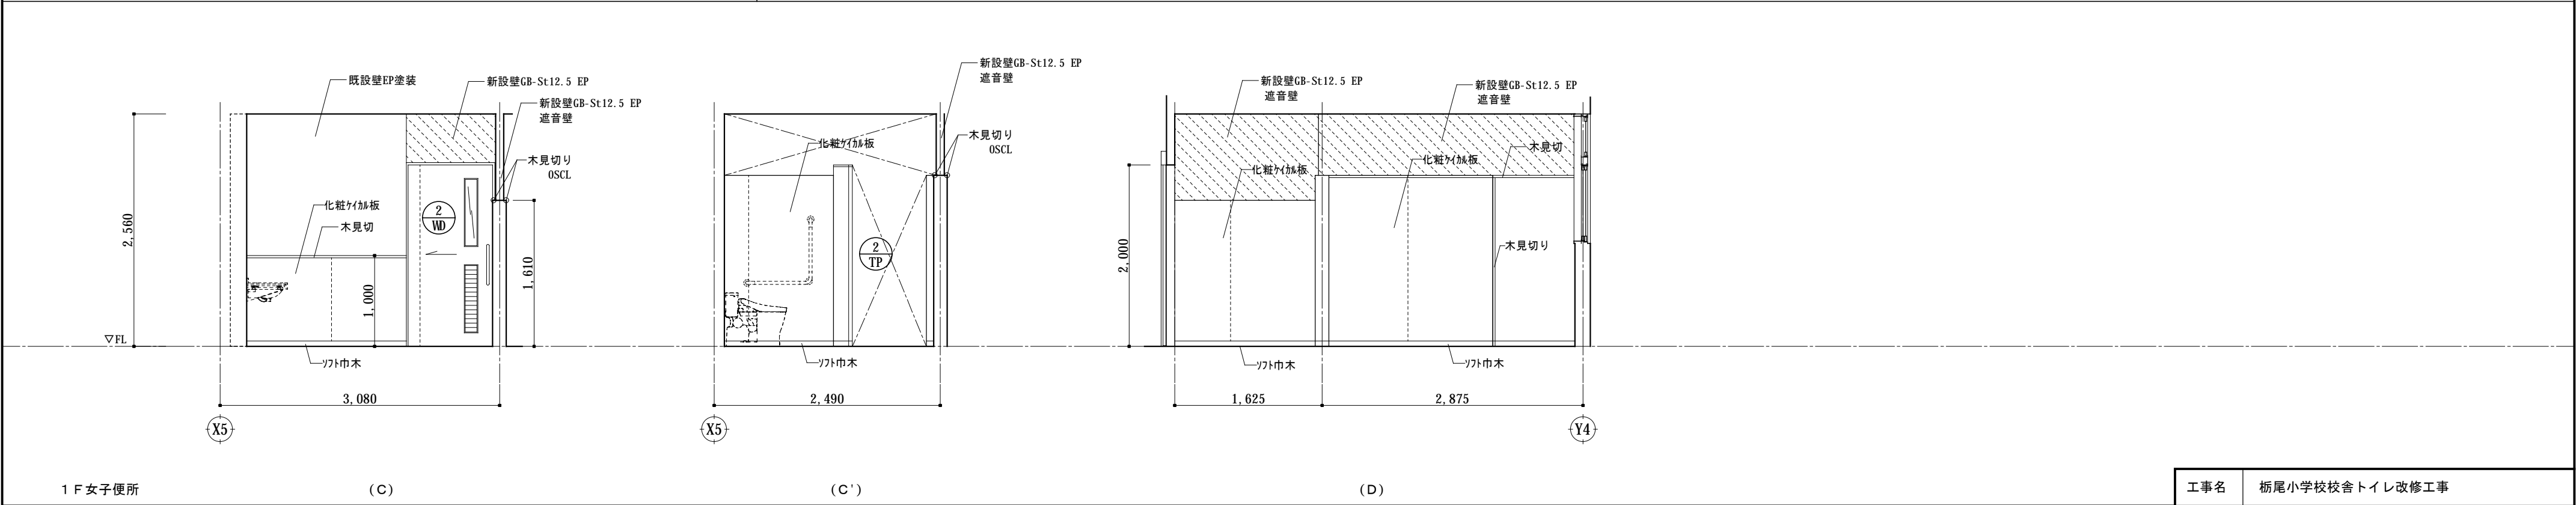 既設壁EP塗装
新設壁GB-St12.5 EP
新設壁GB-St12.5 EP
遮音壁
木見切り
OSCL
化粧ｹｲｶﾙ板
木見切
2
WD
2,560
1,000
1,610
▽FL
ｿﾌﾄ巾木
3,080
X5
新設壁GB-St12.5 EP
遮音壁
木見切り
OSCL
化粧ｹｲｶﾙ板
2
TP
ｿﾌﾄ巾木
2,490
X5
新設壁GB-St12.5 EP
遮音壁
新設壁GB-St12.5 EP
遮音壁
木見切
化粧ｹｲｶﾙ板
化粧ｹｲｶﾙ板
木見切り
2,000
ｿﾌﾄ巾木
ｿﾌﾄ巾木
1,625
2,875
Y4
１Ｆ女子便所
(Ｃ)
(Ｃ')
(Ｄ)
工事名
栃尾小学校校舎トイレ改修工事